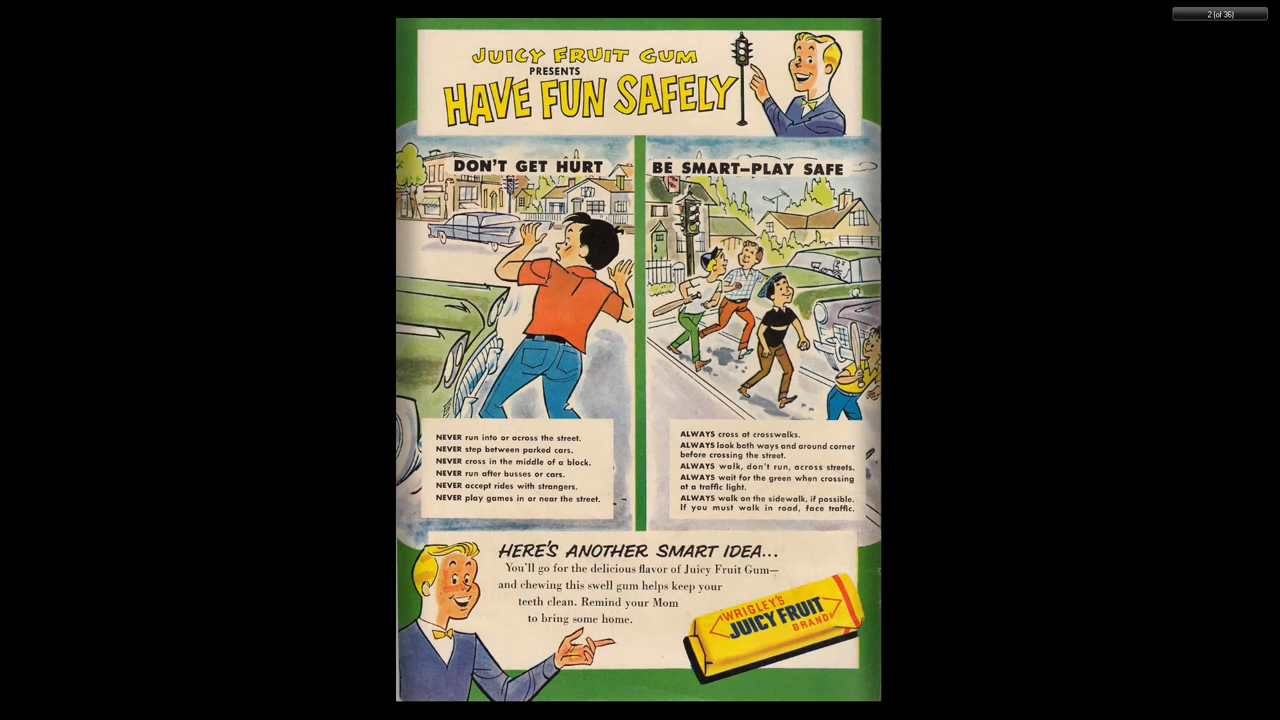 2 (of 36)
JUICY FRUIT GUM
PRESENTS
HAVE FUN SAFELY
DON'T GET HURT
NEVER run into or across the street.
NEVER step between parked cars.
NEVER cross in the middle of a block.
NEVER run after busses or cars.
NEVER accept rides with strangers.
NEVER play games in or near the street.
BE SMART—PLAY SAFE
ALWAYS cross at crosswalks.
ALWAYS look both ways and around corner
before crossing the street.
ALWAYS walk, don't run, across streets.
ALWAYS wait for the green when crossing
at a traffic light.
ALWAYS walk on the sidewalk, if possible.
If you must walk in road, face traffic.
HERE'S ANOTHER SMART IDEA...
You'll go for the delicious flavor of Juicy Fruit Gum—
and chewing this swell gum helps keep your
teeth clean. Remind your Mom
to bring some home.
WRIGLEY'S
JUICY FRUIT
BRAND